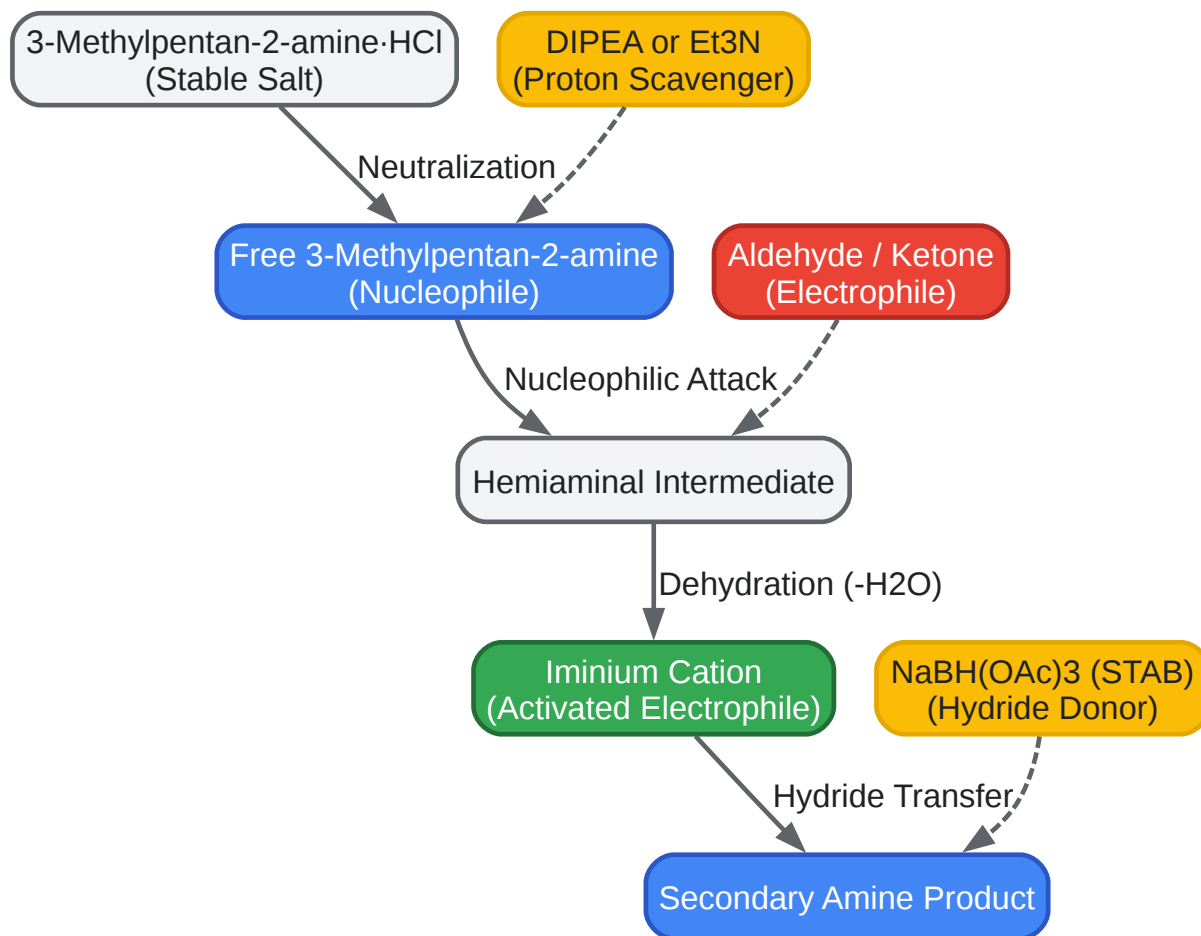 3-Methylpentan-2-amine·HCl
(Stable Salt)
DIPEA or Et3N
(Proton Scavenger)
Neutralization
Free 3-Methylpentan-2-amine
(Nucleophile)
Aldehyde / Ketone
(Electrophile)
Nucleophilic Attack
Hemiaminal Intermediate
Dehydration (-H2O)
Iminium Cation
(Activated Electrophile)
NaBH(OAc)3 (STAB)
(Hydride Donor)
Hydride Transfer
Secondary Amine Product